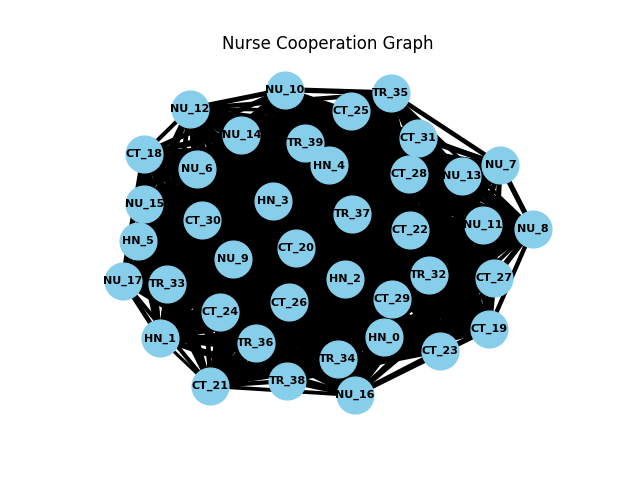 Nurse Cooperation Graph
NU_10
TR_35
NU_12
CT_25
NU_14
CT_31
TR_39
CT_18
HN_4
NU_7
NU_6
CT_28
NU_13
HN_3
NU_15
TR_37
CT_30
NU_11
CT_22
NU_8
HN_5
CT_20
NU_9
TR_32
HN_2
CT_27
NU_17
TR_33
CT_29
CT_26
CT_24
CT_19
HN_1
HN_0
TR_36
CT_23
TR_34
TR_38
CT_21
NU_16